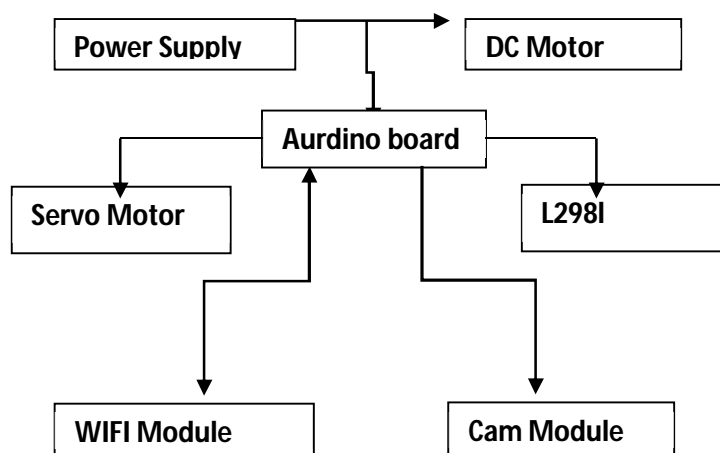 Power Supply
DC Motor
Aurdino board
Servo Motor
L298I
WIFI Module
Cam Module